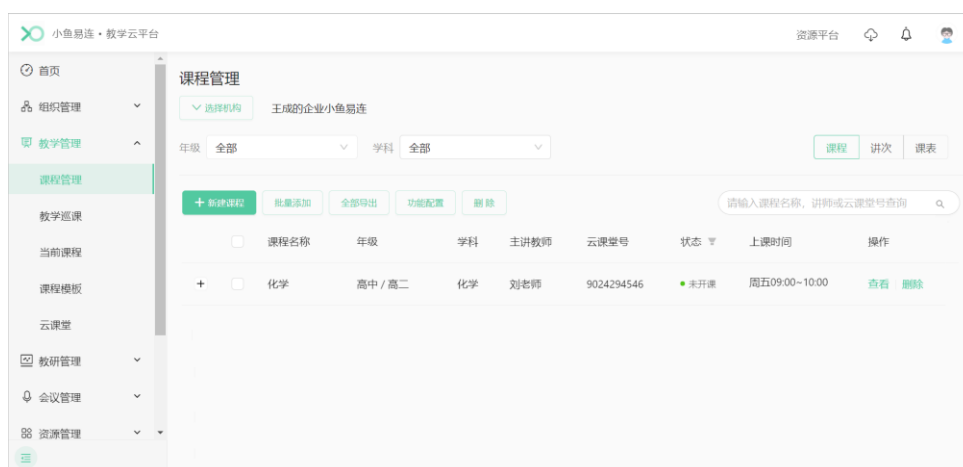 小鱼易连•教学云平台
资源平台
首页
组织管理
教学管理
课程管理
教学巡课
当前课程
课程模板
云课堂
教研管理
会议管理
资源管理
课程管理
选择机构 王成的企业小鱼易连
年级 全部 学科 全部 课程 讲次 课表
+ 新建课程 批量添加 全部导出 功能配置 删除 请输入课程名称、讲师或云课堂号查询
课程名称 年级 学科 主讲教师 云课堂号 状态 上课时间 操作
+ 化学 高中 / 高二 化学 刘老师 9024294546 未开课 周五09:00~10:00 查看 删除